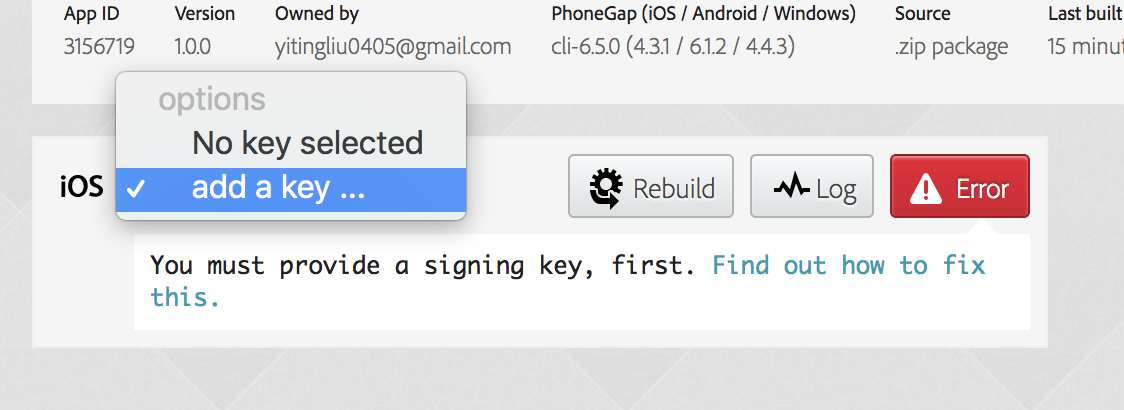 App ID Version Owned by PhoneGap (iOS / Android / Windows) Source Last built
3156719 1.0.0 yitingliu0405@gmail.com cli-6.5.0 (4.3.1 / 6.1.2 / 4.4.3) .zip package 15
options
No key selected
iOS ✓ add a key ... Rebuild Log Error
You must provide a signing key, first. Find out how to fix
this.